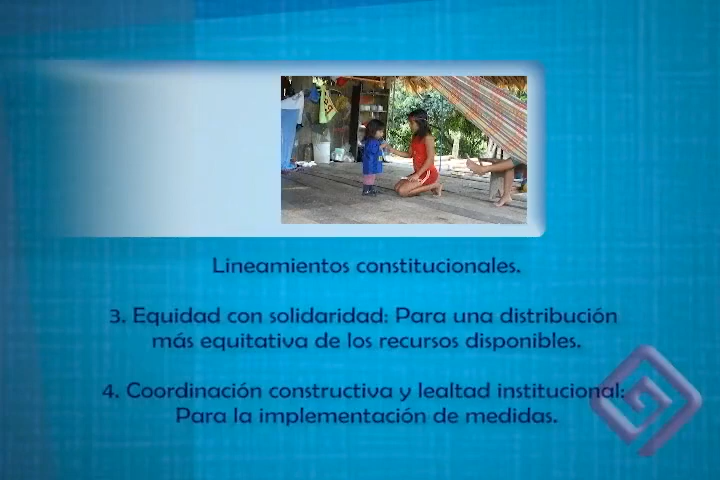 Lineamientos constitucionales.
3. Equidad con solidaridad: Para una distribución
más equitativa de los recursos disponibles.
4. Coordinación constructiva y lealtad institucional:
Para la implementación de medidas.